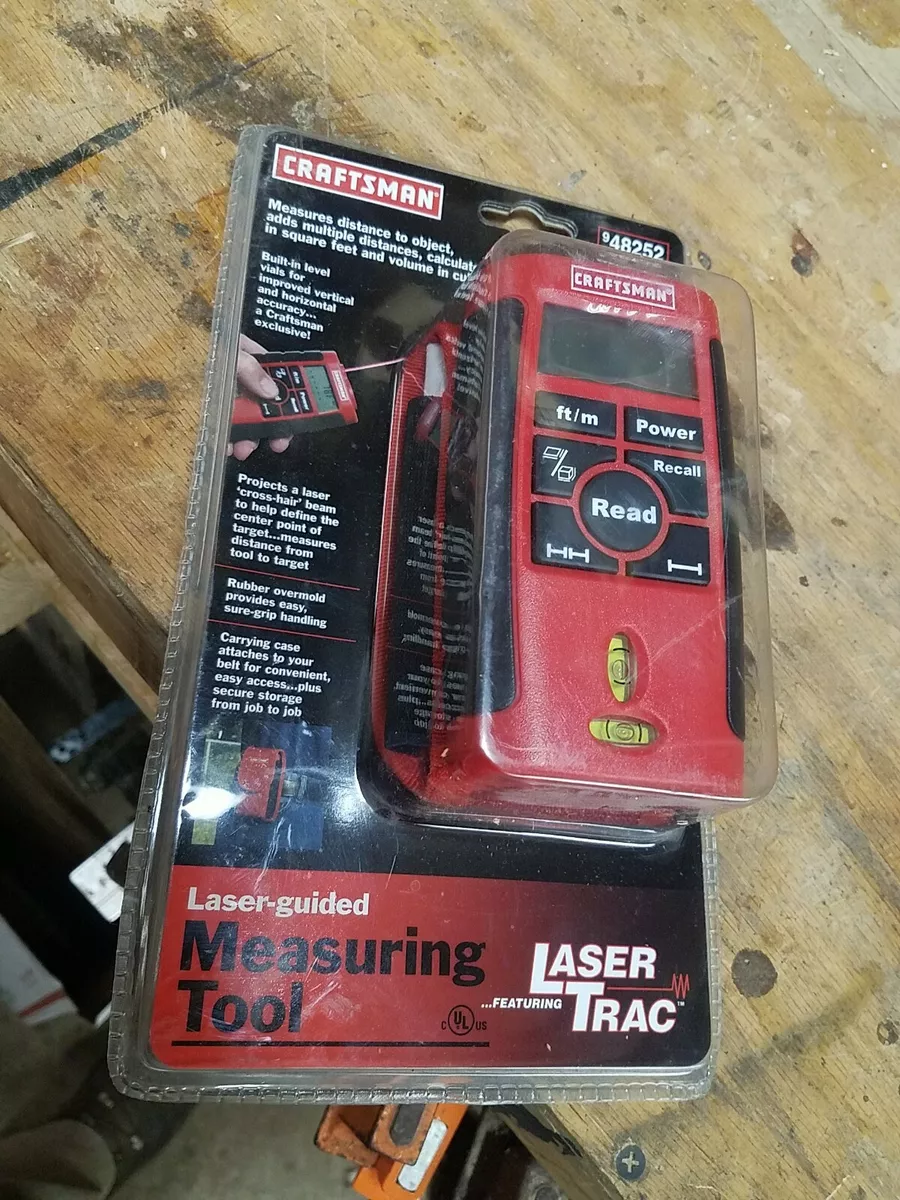 CRAFTSMAN®
Measures distance to object,
adds multiple distances, calculat
in square feet and volume in cu
948252
Built-in level
vials for
improved vertical
and horizontal
accuracy...
a Craftsman
exclusive!
CRAFTSMAN
ft/m
Power
Recall
Read
Projects a laser
'cross-hair' beam
to help define the
center point of
target...measures
distance from
tool to target
Rubber overmold
provides easy,
sure-grip handling
Carrying case
attaches to your
belt for convenient,
easy access...plus
secure storage
from job to job
Laser-guided
Measuring
Tool
C UL US
...FEATURING
LASER
TRAC™